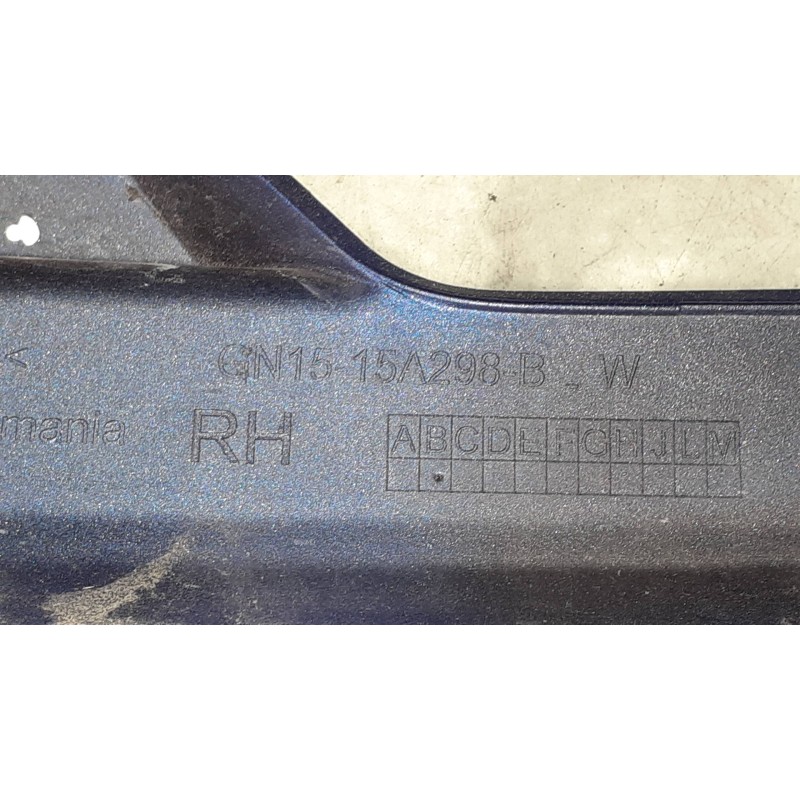 <
GN15-15A298-B _ W
mania
RH
ABCDEFGHJLM